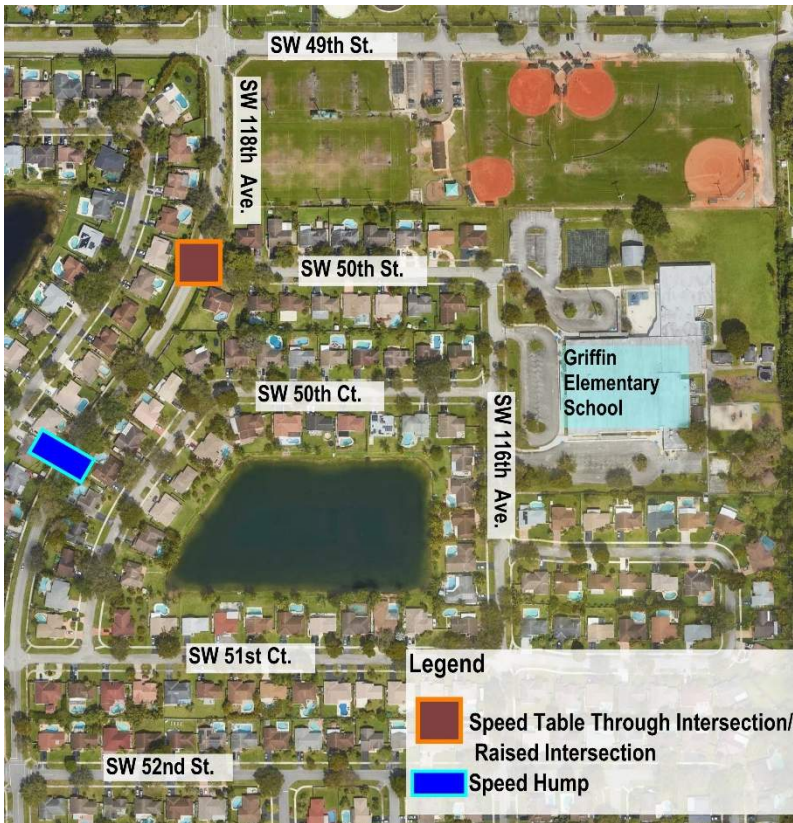 SW 49th St.
SW 118th Ave.
SW 50th St.
Griffin
Elementary
School
SW 50th Ct.
SW 116th Ave.
SW 51st Ct.
Legend
Speed Table Through Intersection/
Raised Intersection
Speed Hump
SW 52nd St.